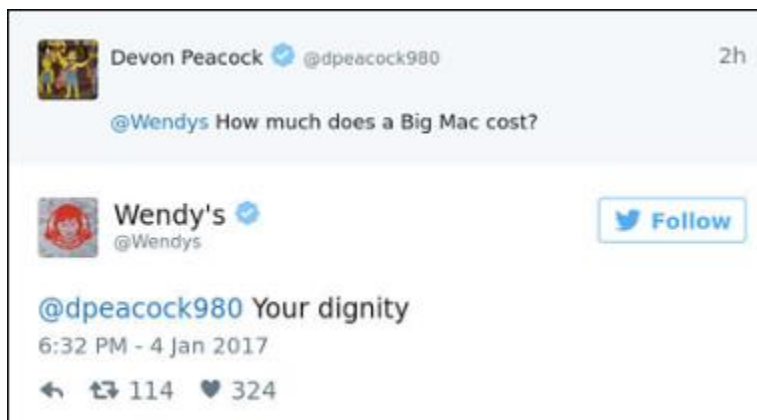 Devon Peacock @dpeacock980 2h
@Wendys How much does a Big Mac cost?
Wendy's
@Wendys
Follow
@dpeacock980 Your dignity
6:32 PM - 4 Jan 2017
114 324